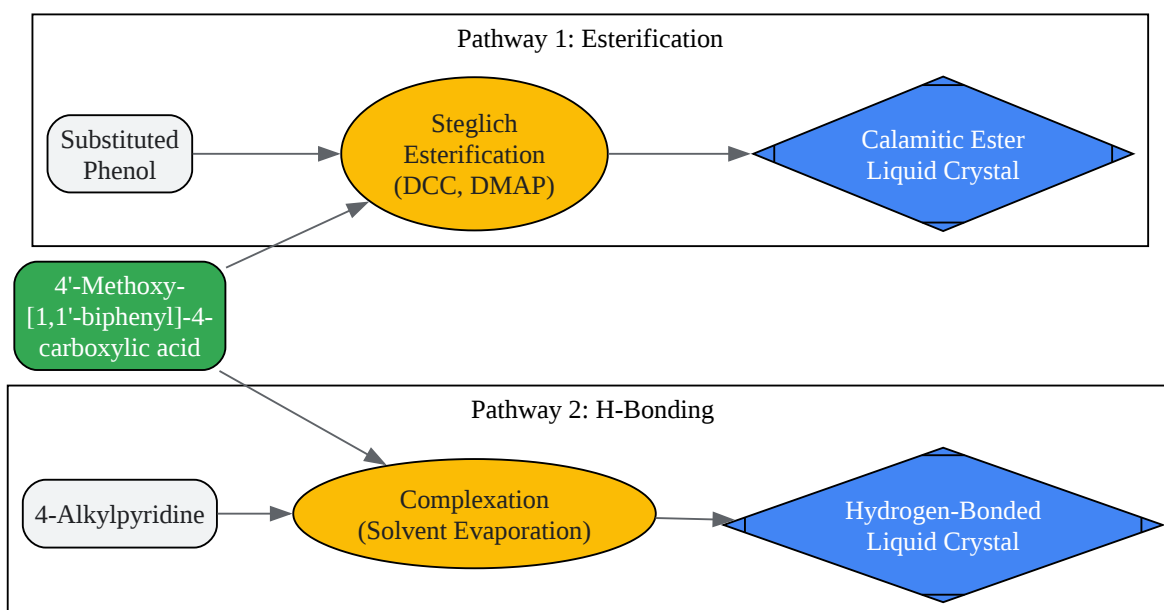 Pathway 1: Esterification
Substituted
Phenol
Steglich
Esterification
(DCC, DMAP)
Calamitic Ester
Liquid Crystal
4'-Methoxy-
[1,1'-biphenyl]-4-
carboxylic acid
Pathway 2: H-Bonding
4-Alkylpyridine
Complexation
(Solvent Evaporation)
Hydrogen-Bonded
Liquid Crystal